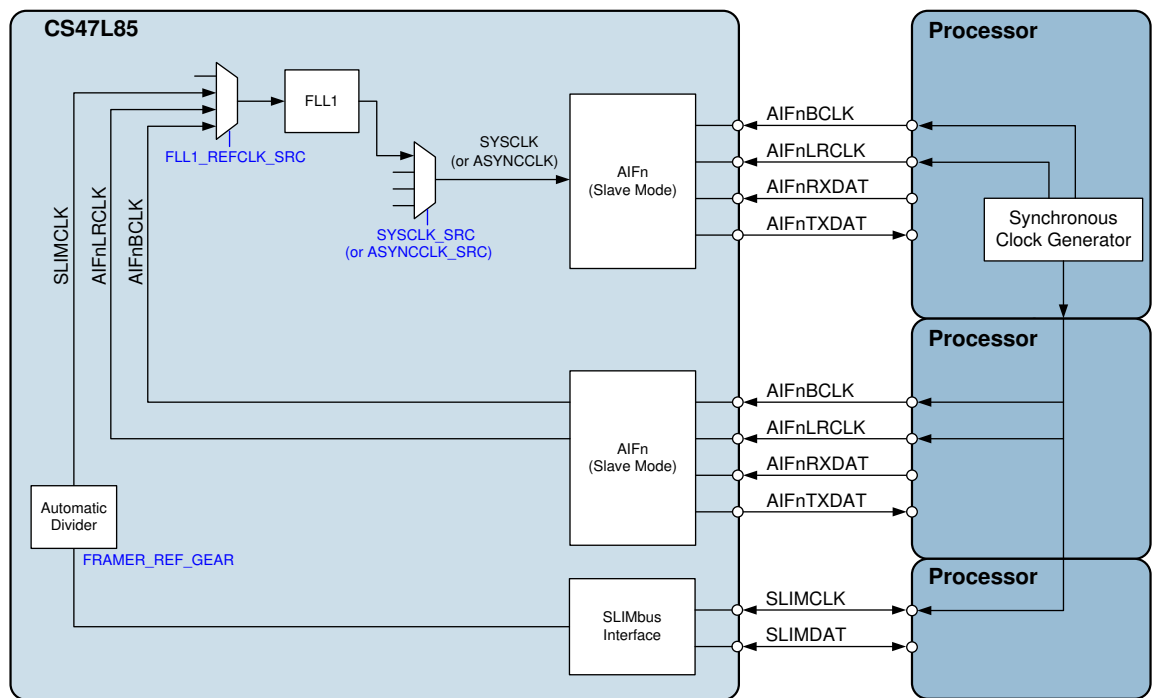 CS47L85
Processor
FLL1
FLL1_REFCLK_SRC
SYSCLK
(or ASYNCCLK)
SYSCLK_SRC
(or ASYNCCLK_SRC)
AIFn
(Slave Mode)
AIFnBCLK
AIFnLRCLK
AIFnRXDAT
AIFnTXDAT
Synchronous
Clock Generator
SLIMCLK
AIFnLRCLK
AIFnBCLK
Processor
AIFn
(Slave Mode)
AIFnBCLK
AIFnLRCLK
AIFnRXDAT
AIFnTXDAT
Automatic
Divider
FRAMER_REF_GEAR
Processor
SLIMbus
Interface
SLIMCLK
SLIMDAT